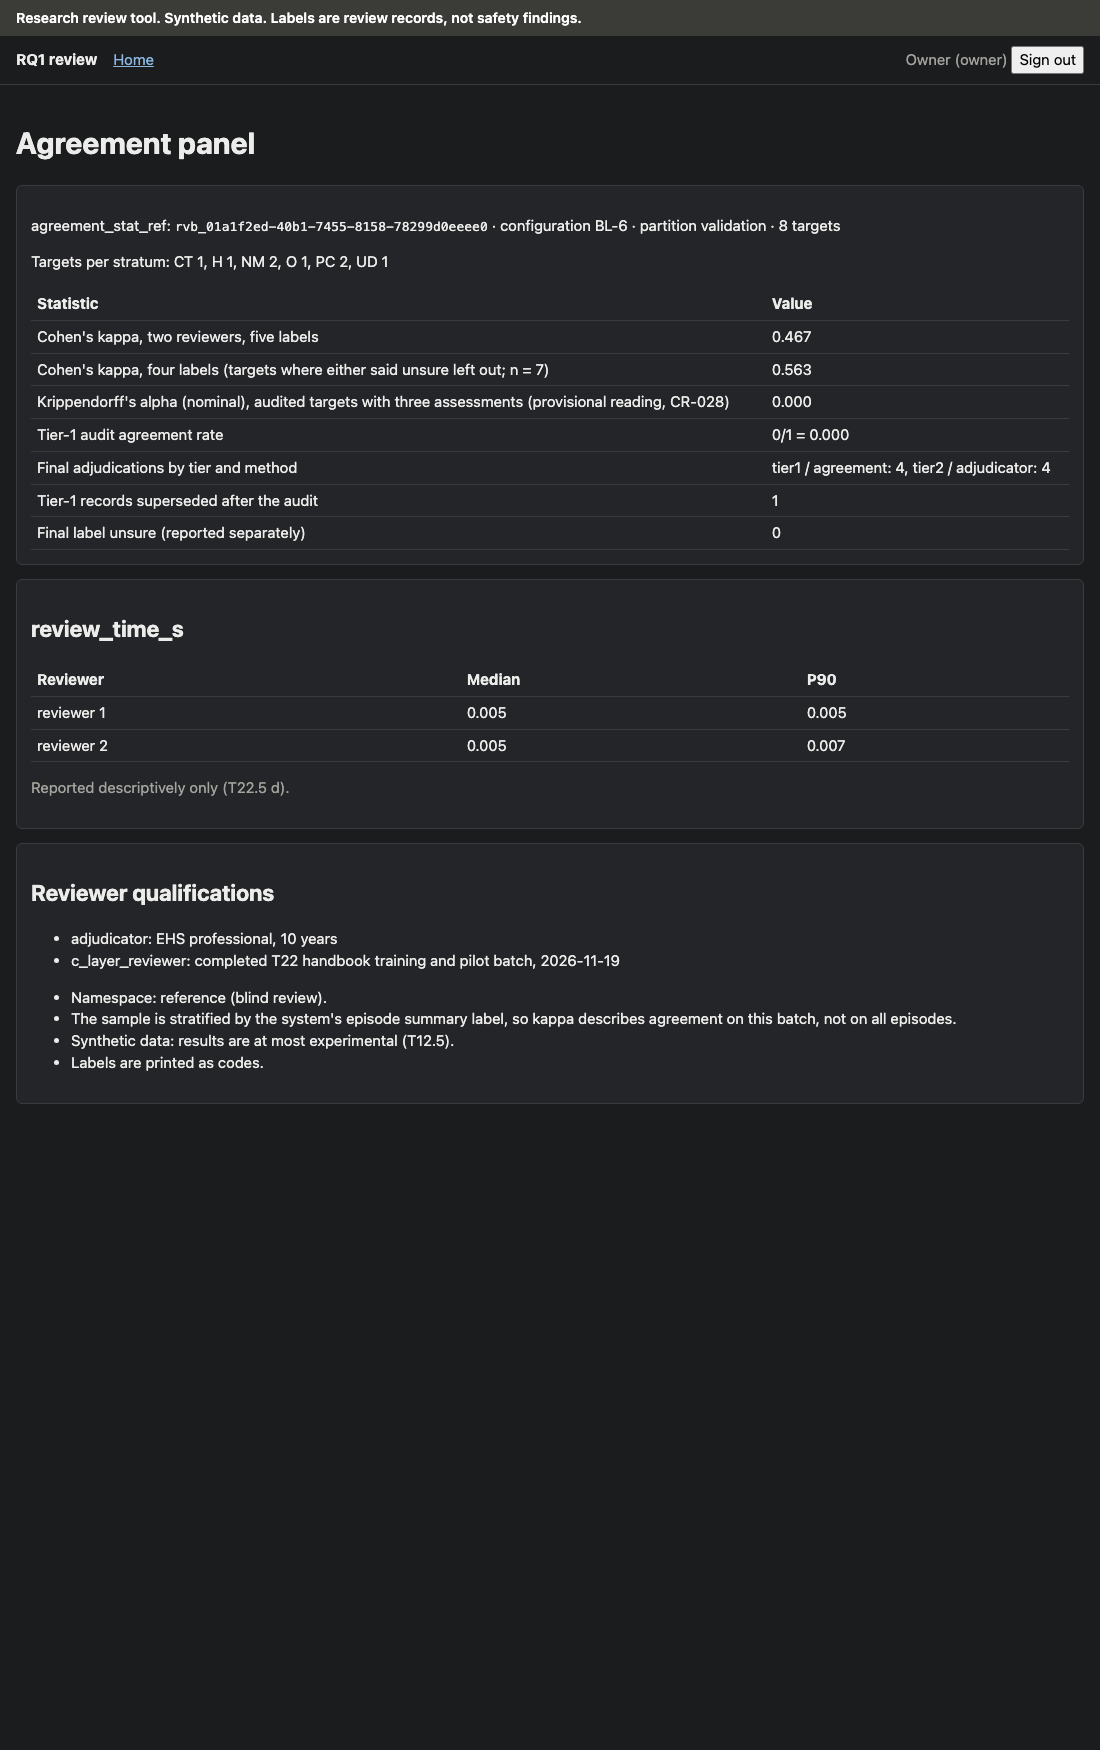 Research review tool. Synthetic data. Labels are review records, not safety findings.
RQ1 review Home Owner (owner) Sign out
Agreement panel
agreement_stat_ref: rvb_01a1f2ed-40b1-7455-8158-78299d0eeee0 · configuration BL-6 · partition validation · 8 targets
Targets per stratum: CT 1, H 1, NM 2, O 1, PC 2, UD 1
Statistic Value
Cohen's kappa, two reviewers, five labels 0.467
Cohen's kappa, four labels (targets where either said unsure left out; n = 7) 0.563
Krippendorff's alpha (nominal), audited targets with three assessments (provisional reading, CR-028) 0.000
Tier-1 audit agreement rate 0/1 = 0.000
Final adjudications by tier and method tier1 / agreement: 4, tier2 / adjudicator: 4
Tier-1 records superseded after the audit 1
Final label unsure (reported separately) 0
review_time_s
Reviewer Median P90
reviewer 1 0.005 0.005
reviewer 2 0.005 0.007
Reported descriptively only (T22.5 d).
Reviewer qualifications
• adjudicator: EHS professional, 10 years
• c_layer_reviewer: completed T22 handbook training and pilot batch, 2026-11-19
• Namespace: reference (blind review).
• The sample is stratified by the system's episode summary label, so kappa describes agreement on this batch, not on all episodes.
• Synthetic data: results are at most experimental (T12.5).
• Labels are printed as codes.